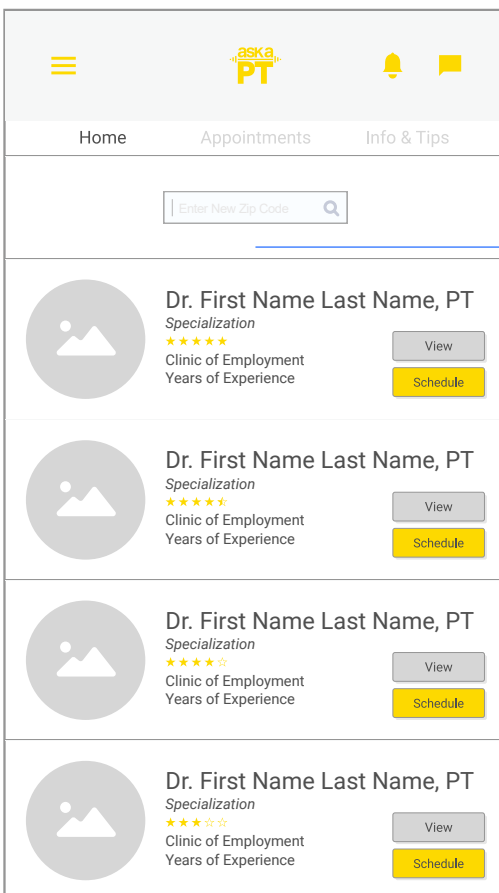 aska
PT
Home Appointments Info & Tips
Enter New Zip Code
Dr. First Name Last Name, PT
Specialization
Clinic of Employment
Years of Experience
View
Schedule
Dr. First Name Last Name, PT
Specialization
Clinic of Employment
Years of Experience
View
Schedule
Dr. First Name Last Name, PT
Specialization
Clinic of Employment
Years of Experience
View
Schedule
Dr. First Name Last Name, PT
Specialization
Clinic of Employment
Years of Experience
View
Schedule